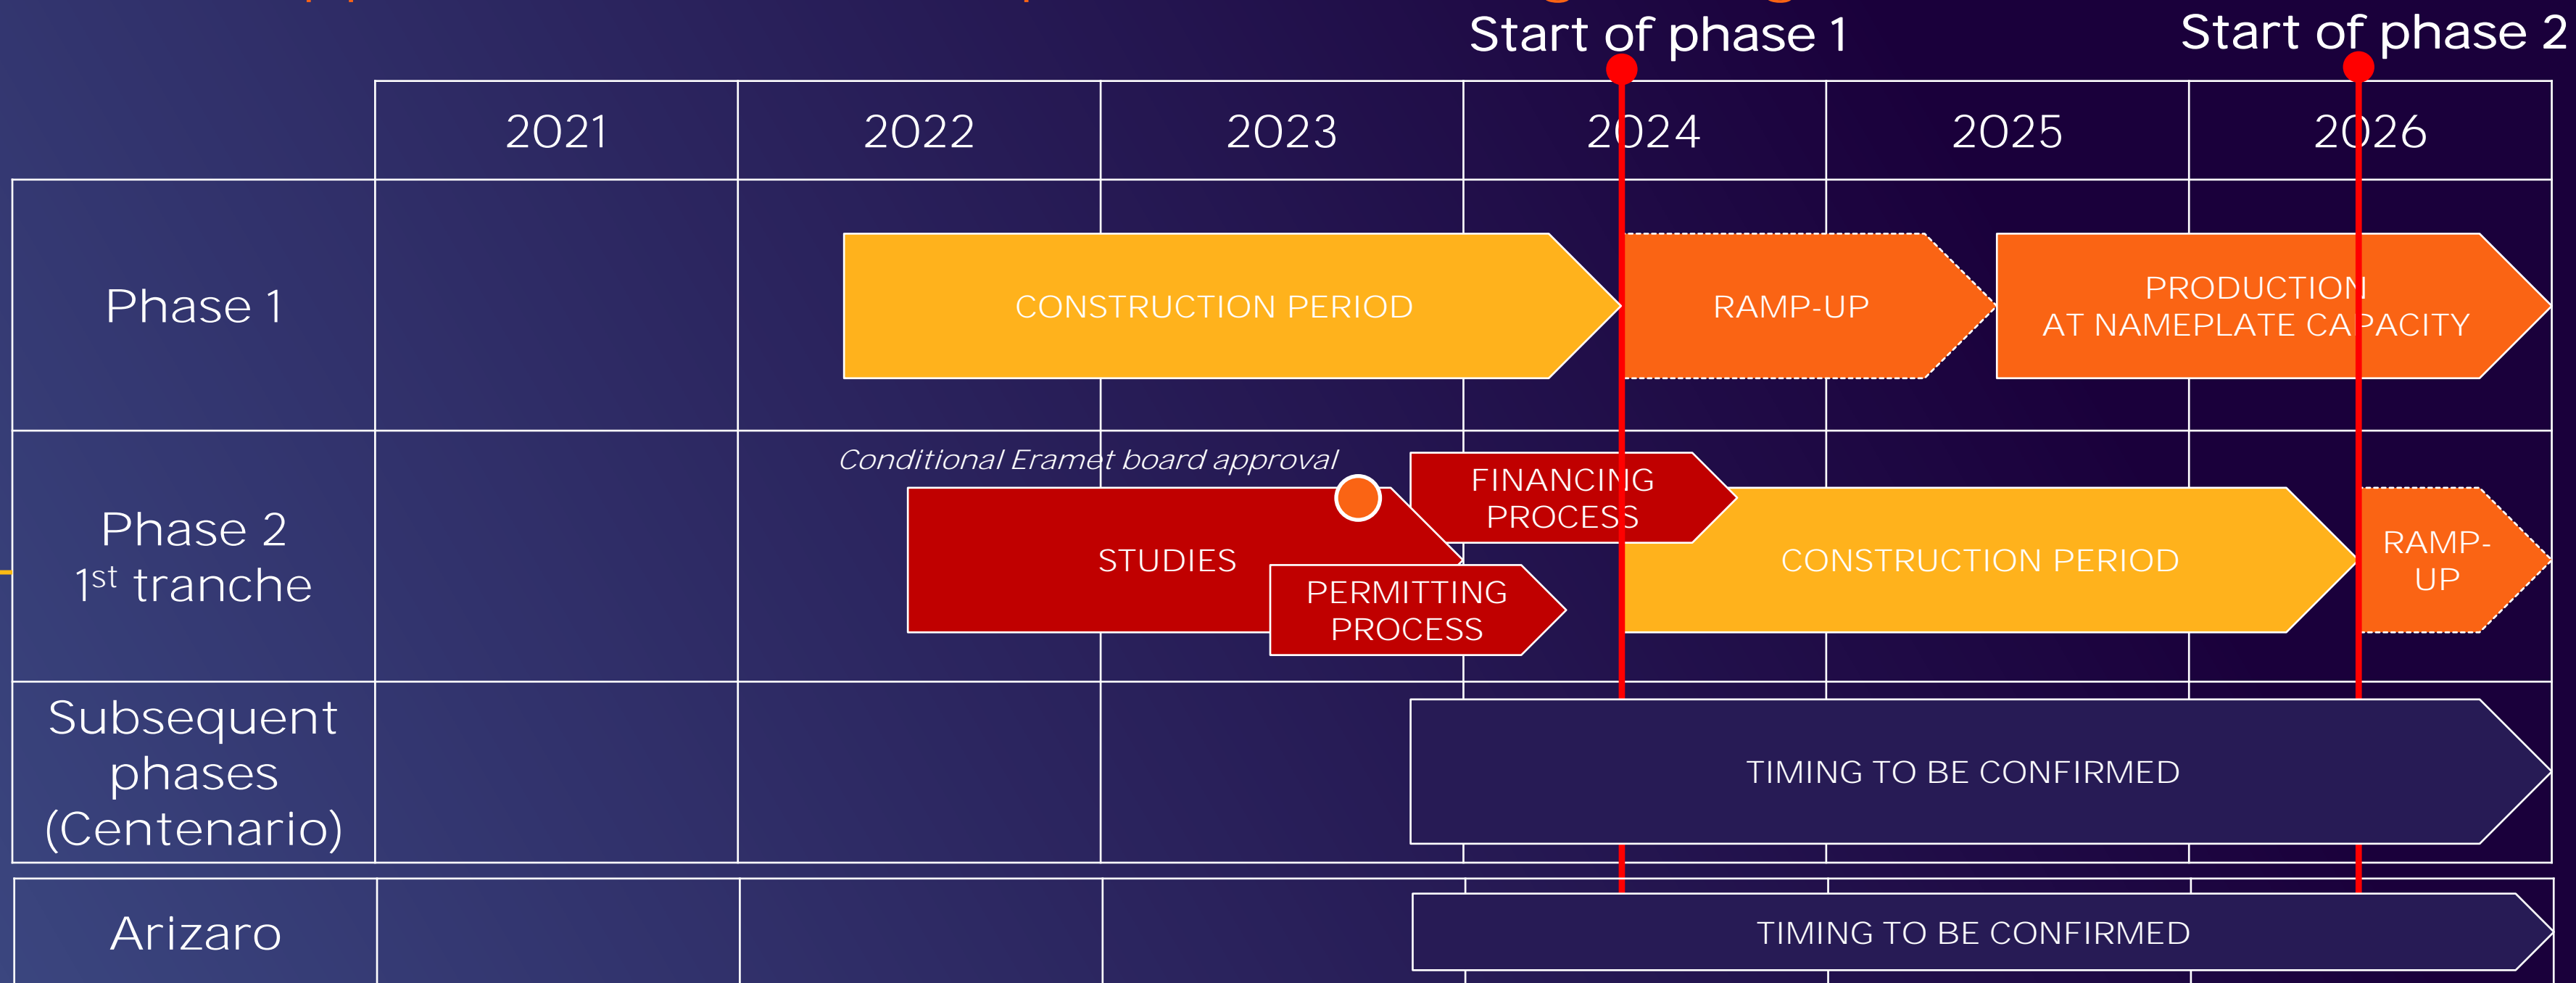 Start of phase 1
Start of phase 2
2021
2022
2023
2024
2025
2026
Phase 1
CONSTRUCTION PERIOD
RAMP-UP
PRODUCTION
AT NAMEPLATE CAPACITY
Phase 2
1st tranche
Conditional Eramet board approval
STUDIES
FINANCING
PROCESS
PERMITTING
PROCESS
CONSTRUCTION PERIOD
RAMP-
UP
Subsequent
phases
(Centenario)
TIMING TO BE CONFIRMED
Arizaro
TIMING TO BE CONFIRMED